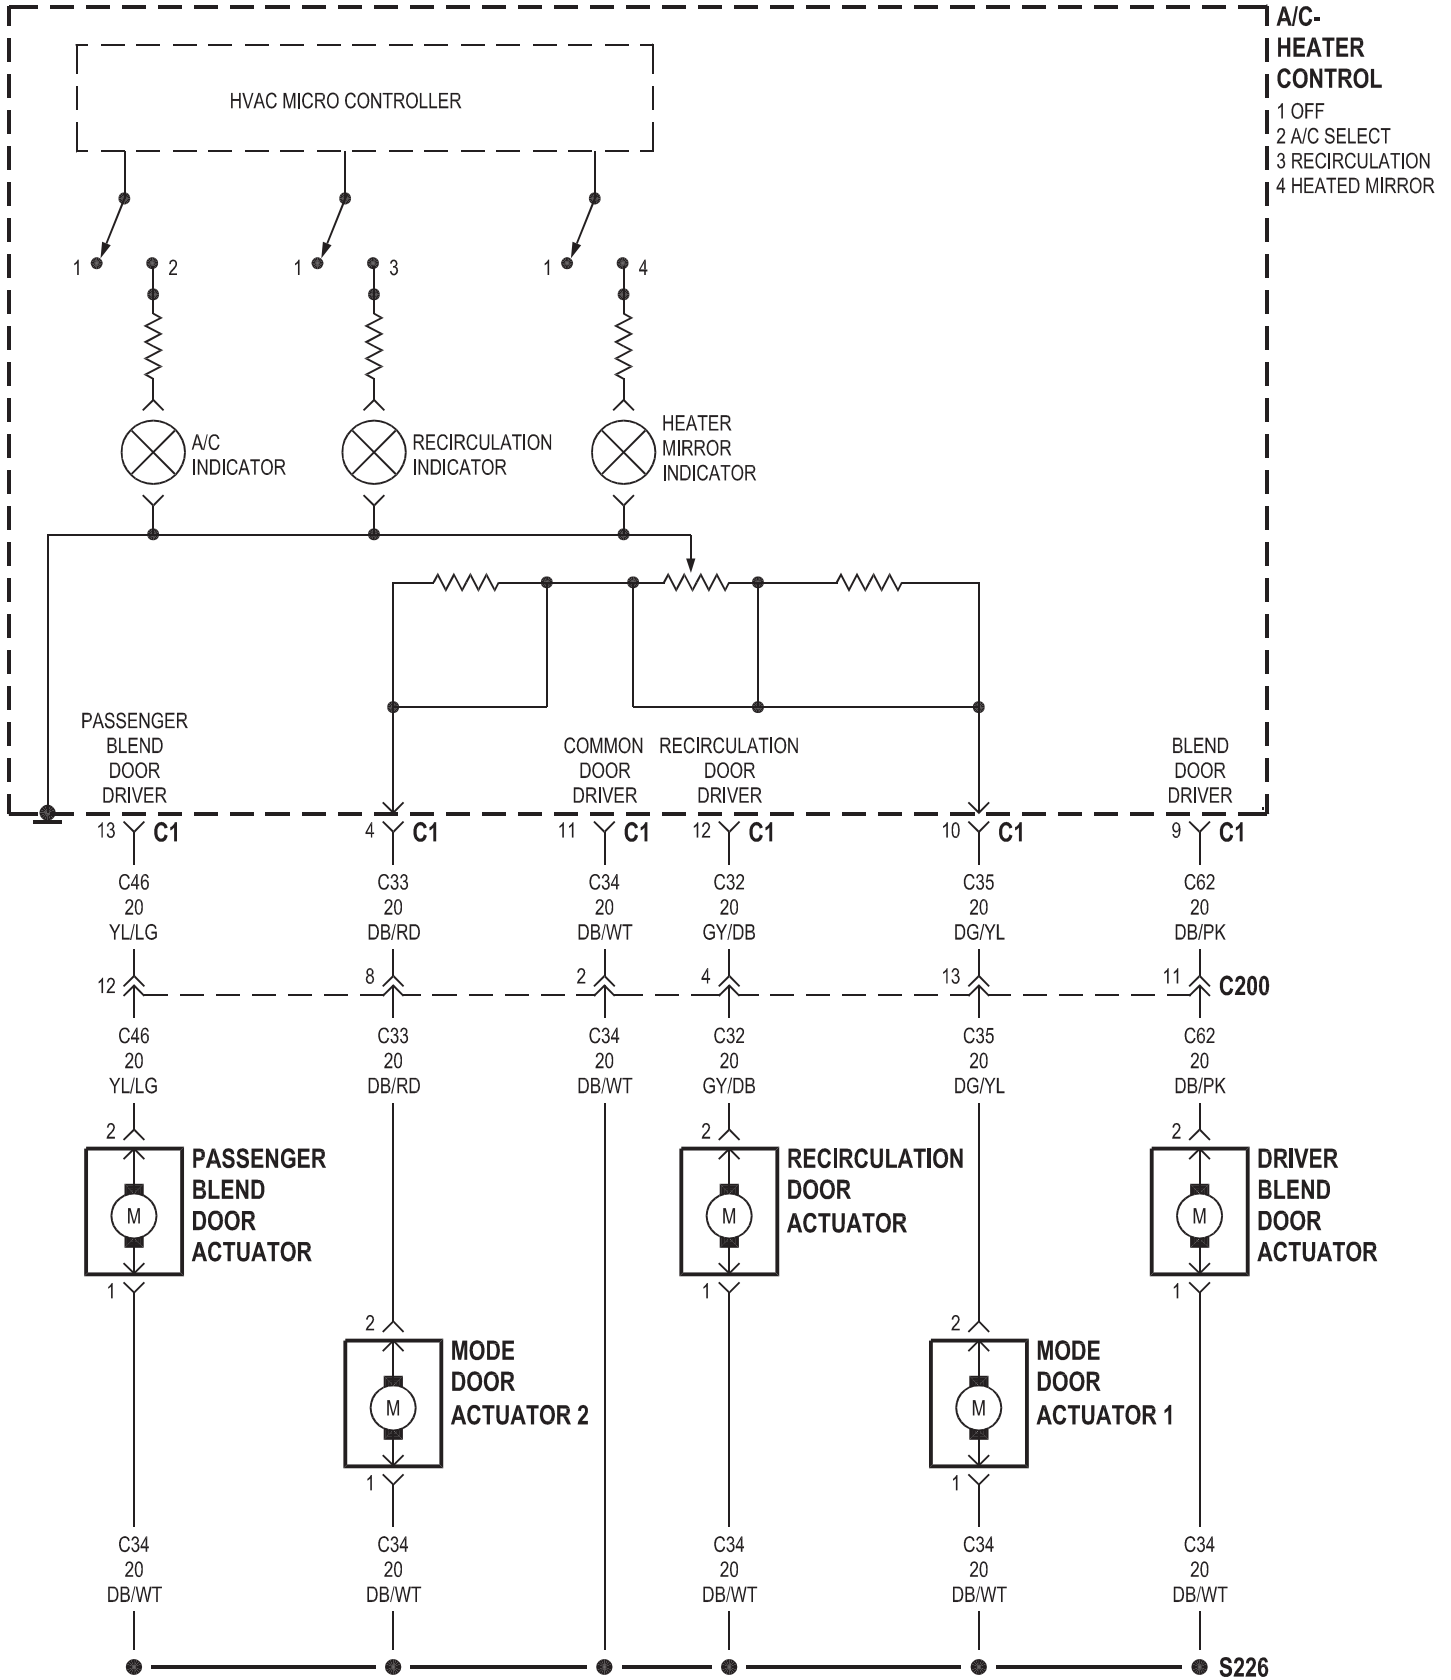 A/C-
HEATER
CONTROL
1 OFF
2 A/C SELECT
3 RECIRCULATION
4 HEATED MIRROR
HVAC MICRO CONTROLLER
1 2 1 3 1 4
A/C
INDICATOR
RECIRCULATION
INDICATOR
HEATER
MIRROR
INDICATOR
PASSENGER
BLEND
DOOR
DRIVER
COMMON
DOOR
DRIVER
RECIRCULATION
DOOR
DRIVER
BLEND
DOOR
DRIVER
13 C1 4 C1 11 C1 12 C1 10 C1 9 C1
C46 C33 C34 C32 C35 C62
20 20 20 20 20 20
YL/LG DB/RD DB/WT GY/DB DG/YL DB/PK
12 8 2 4 13 11 C200
C46 C33 C34 C32 C35 C62
20 20 20 20 20 20
YL/LG DB/RD DB/WT GY/DB DG/YL DB/PK
2 2 2
M
PASSENGER
BLEND
DOOR
ACTUATOR
M
RECIRCULATION
DOOR
ACTUATOR
M
DRIVER
BLEND
DOOR
ACTUATOR
1 1 1
2 2
M
MODE
DOOR
ACTUATOR 2
M
MODE
DOOR
ACTUATOR 1
1 1
C34 C34 C34 C34 C34
20 20 20 20 20
DB/WT DB/WT DB/WT DB/WT DB/WT
S226